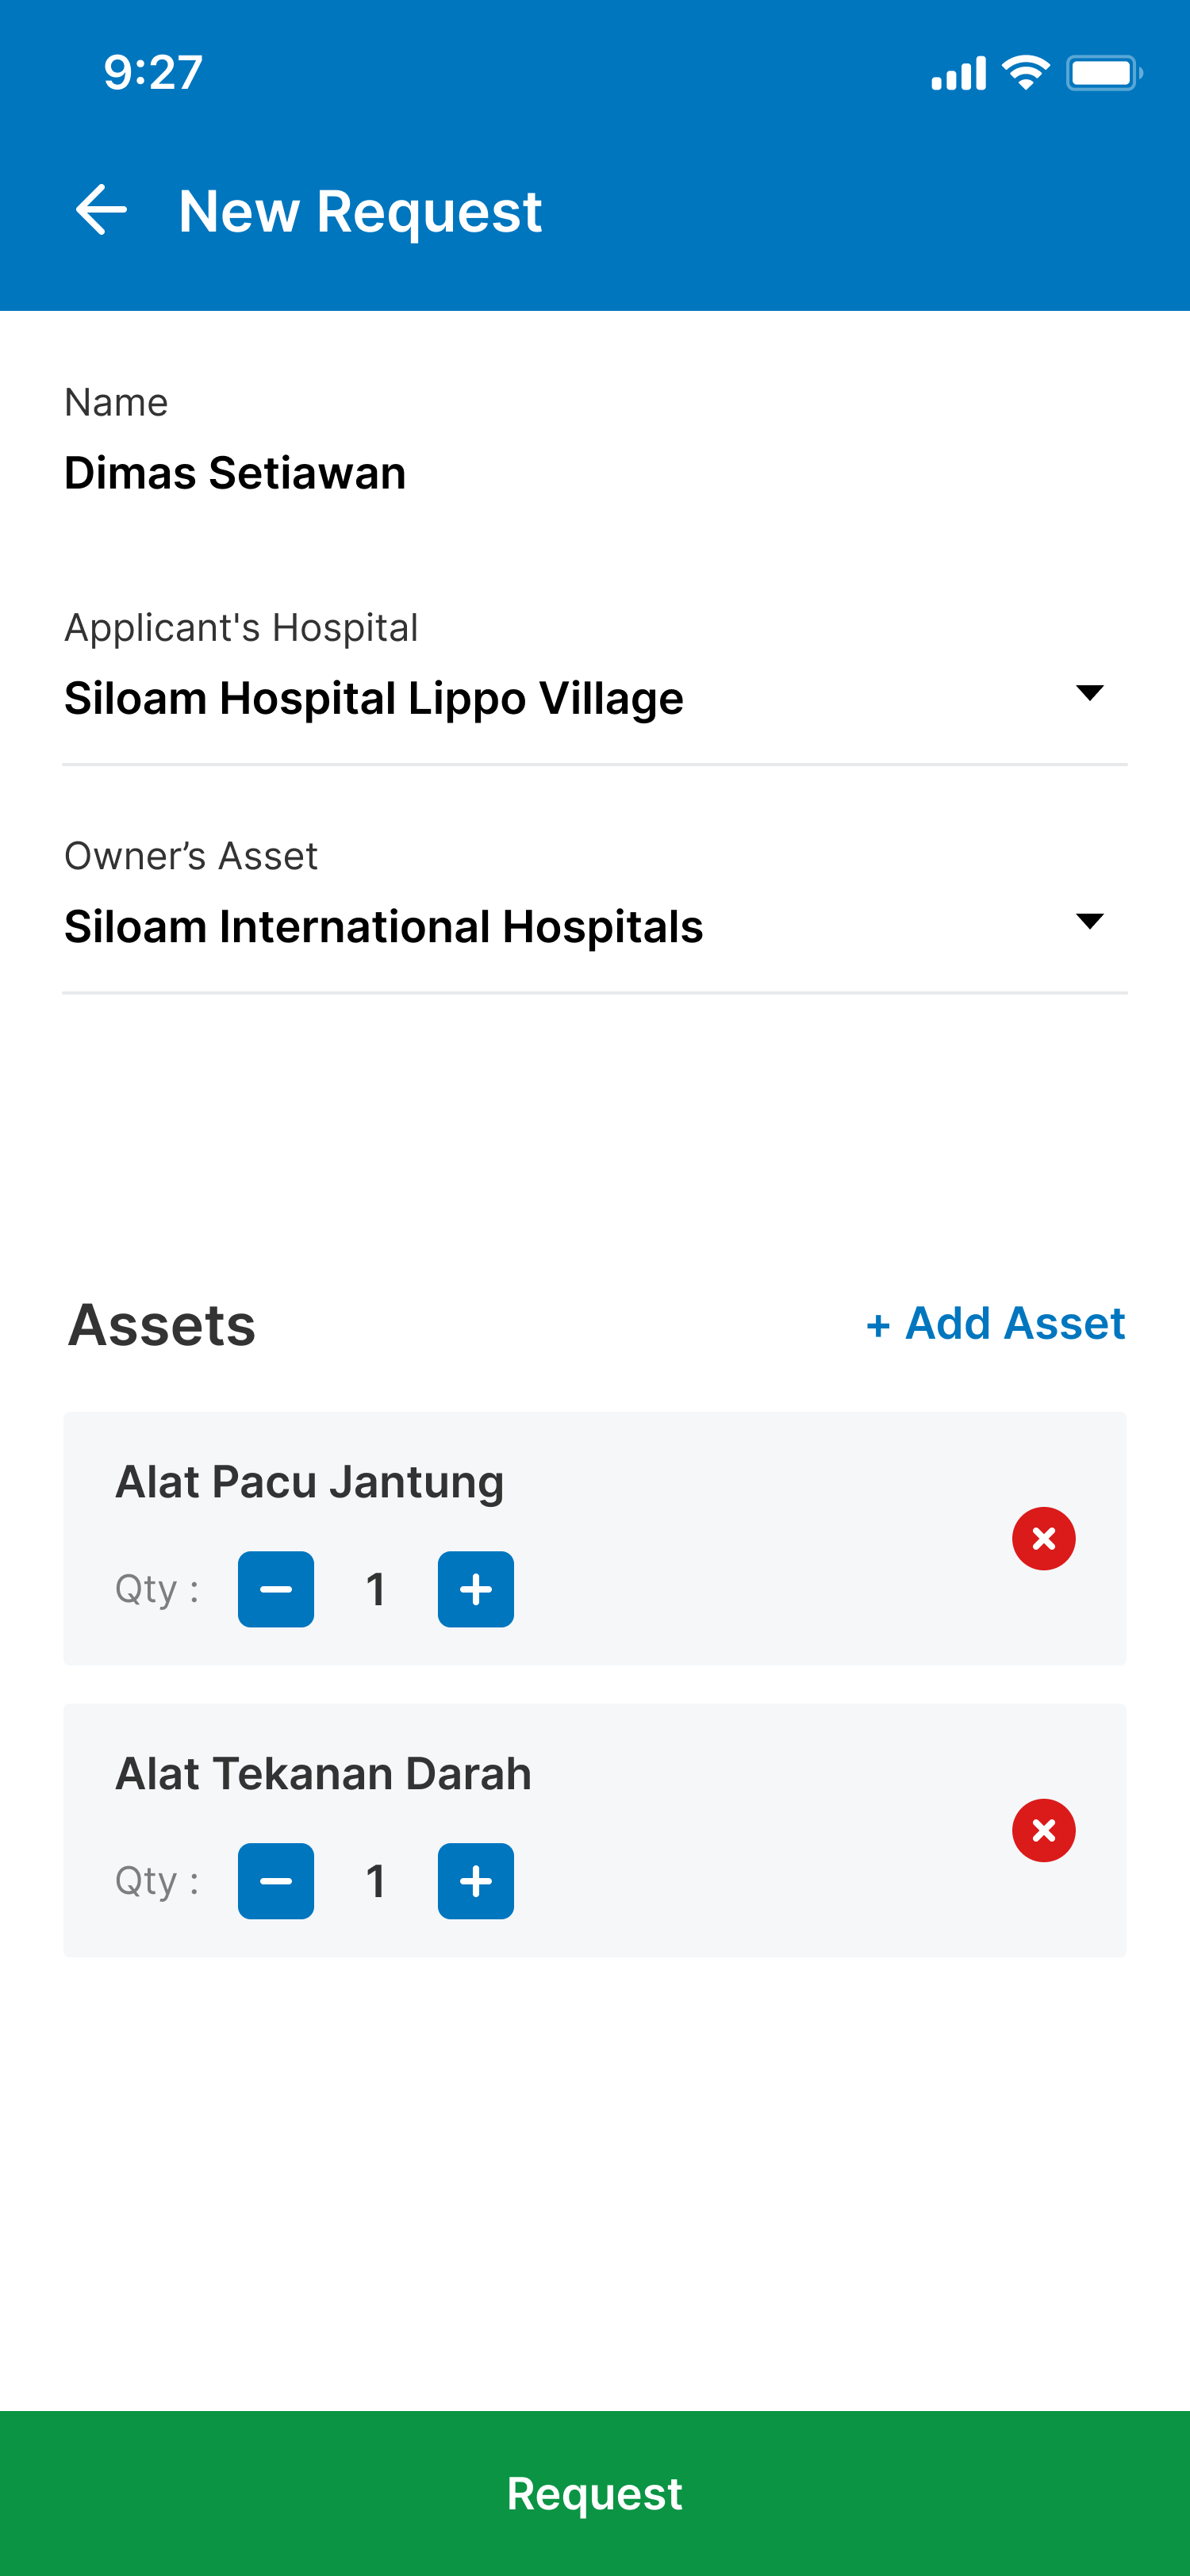 9:27
New Request
Name
Dimas Setiawan
Applicant's Hospital
Siloam Hospital Lippo Village
Owner’s Asset
Siloam International Hospitals
Assets
+ Add Asset
Alat Pacu Jantung
Qty : 1
Alat Tekanan Darah
Qty : 1
Request